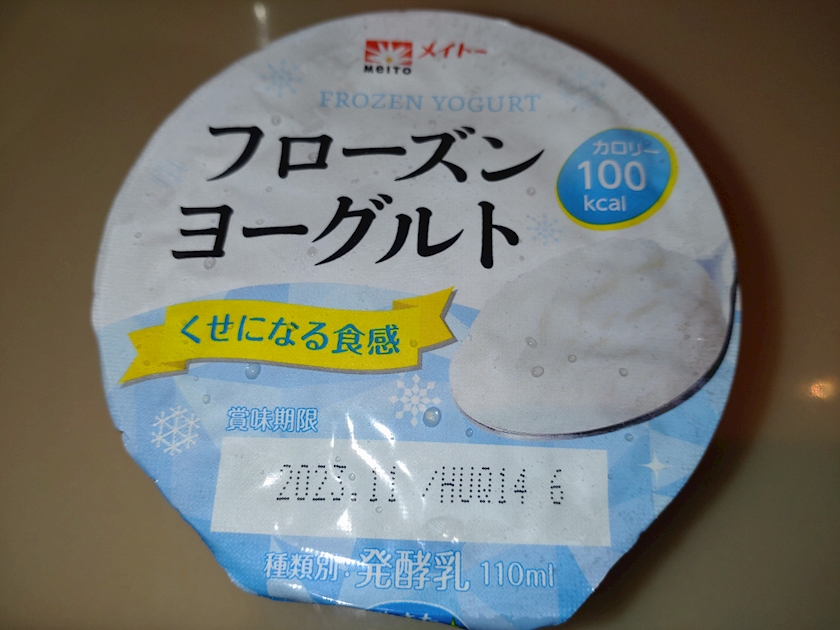 MEITO メイトー
FROZEN YOGURT
フローズン
ヨーグルト
カロリー
100
kcal
くせになる食感
賞味期限
2023.11 /HUQ14 6
種類別:発酵乳 110ml